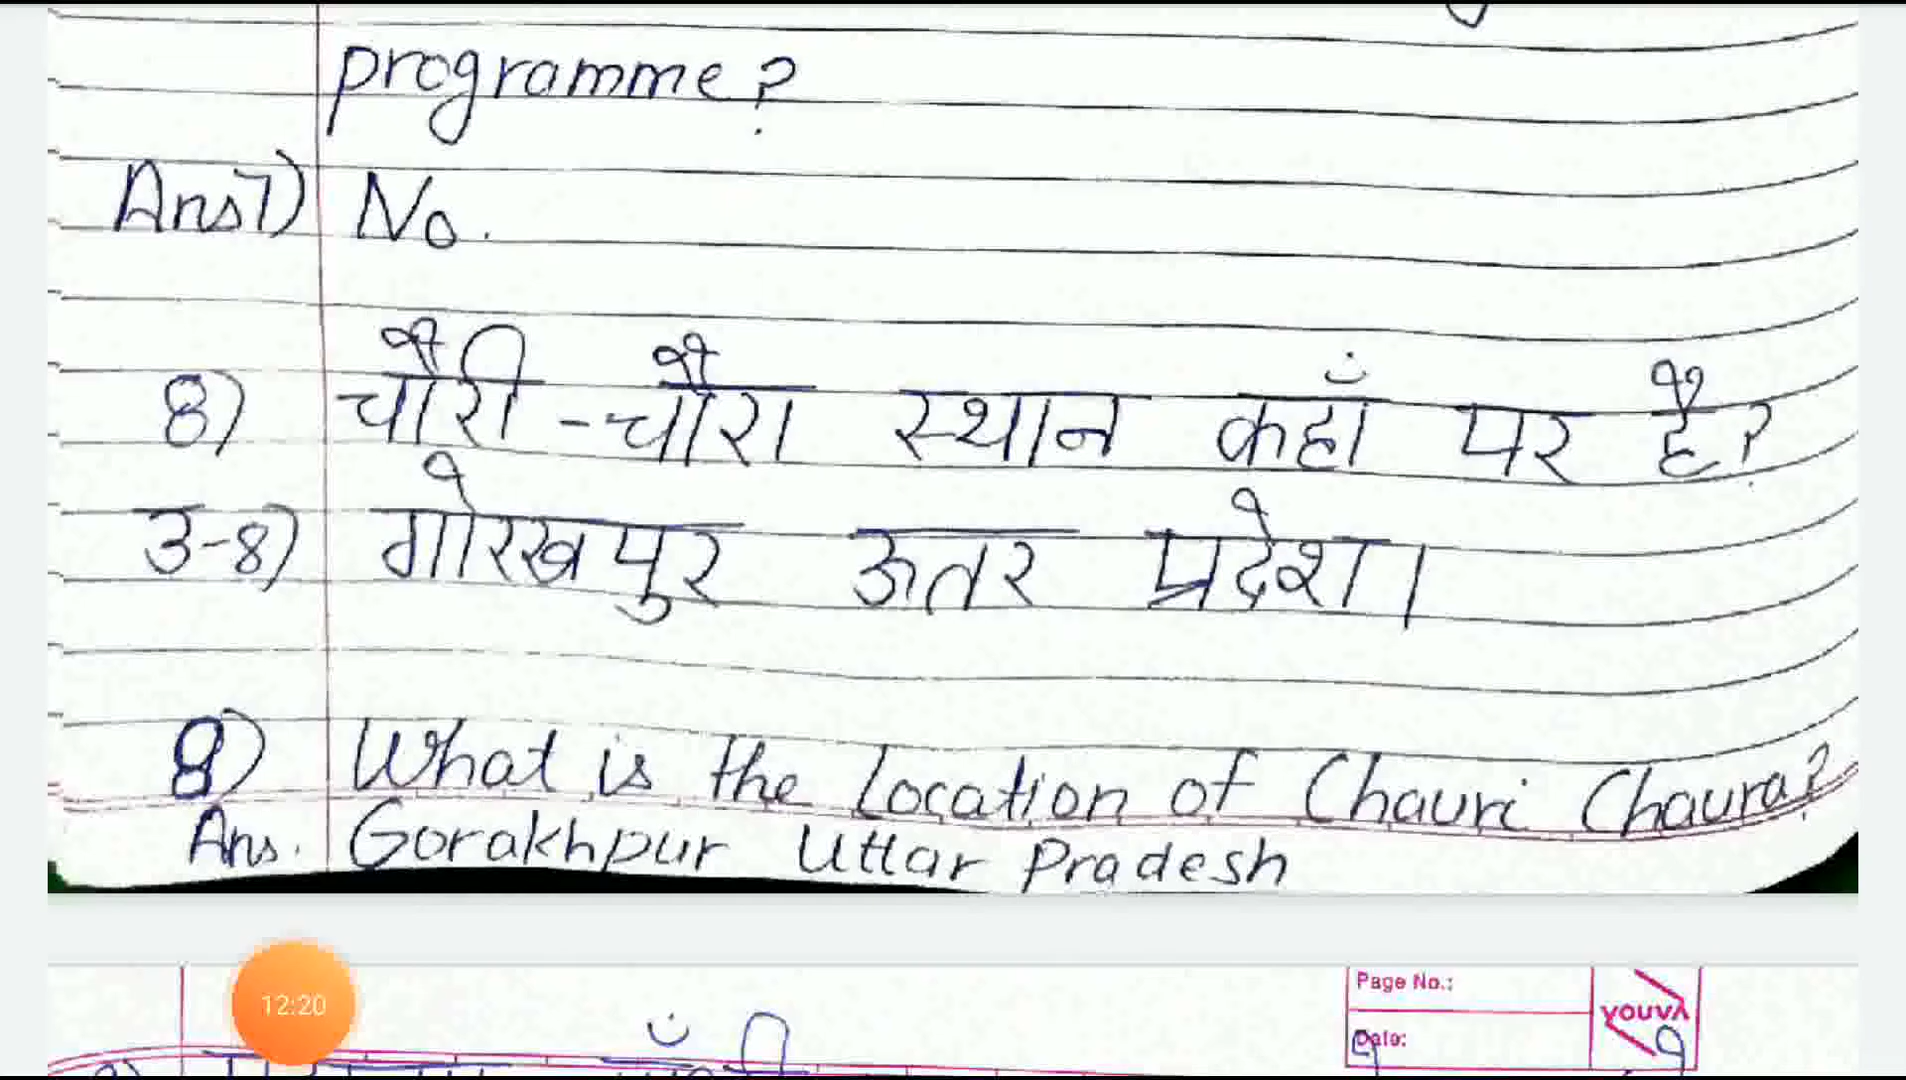 programme?
Ans7) No.
8) चौरी-चौरा स्थान कहाँ पर है?
उ-8) गोरखपुर ऊतर प्रदेश।
8) What is the location of Chauri Chaura?
Ans. Gorakhpur Uttar Pradesh
12:20
Page No.:
Date:
YOUVA